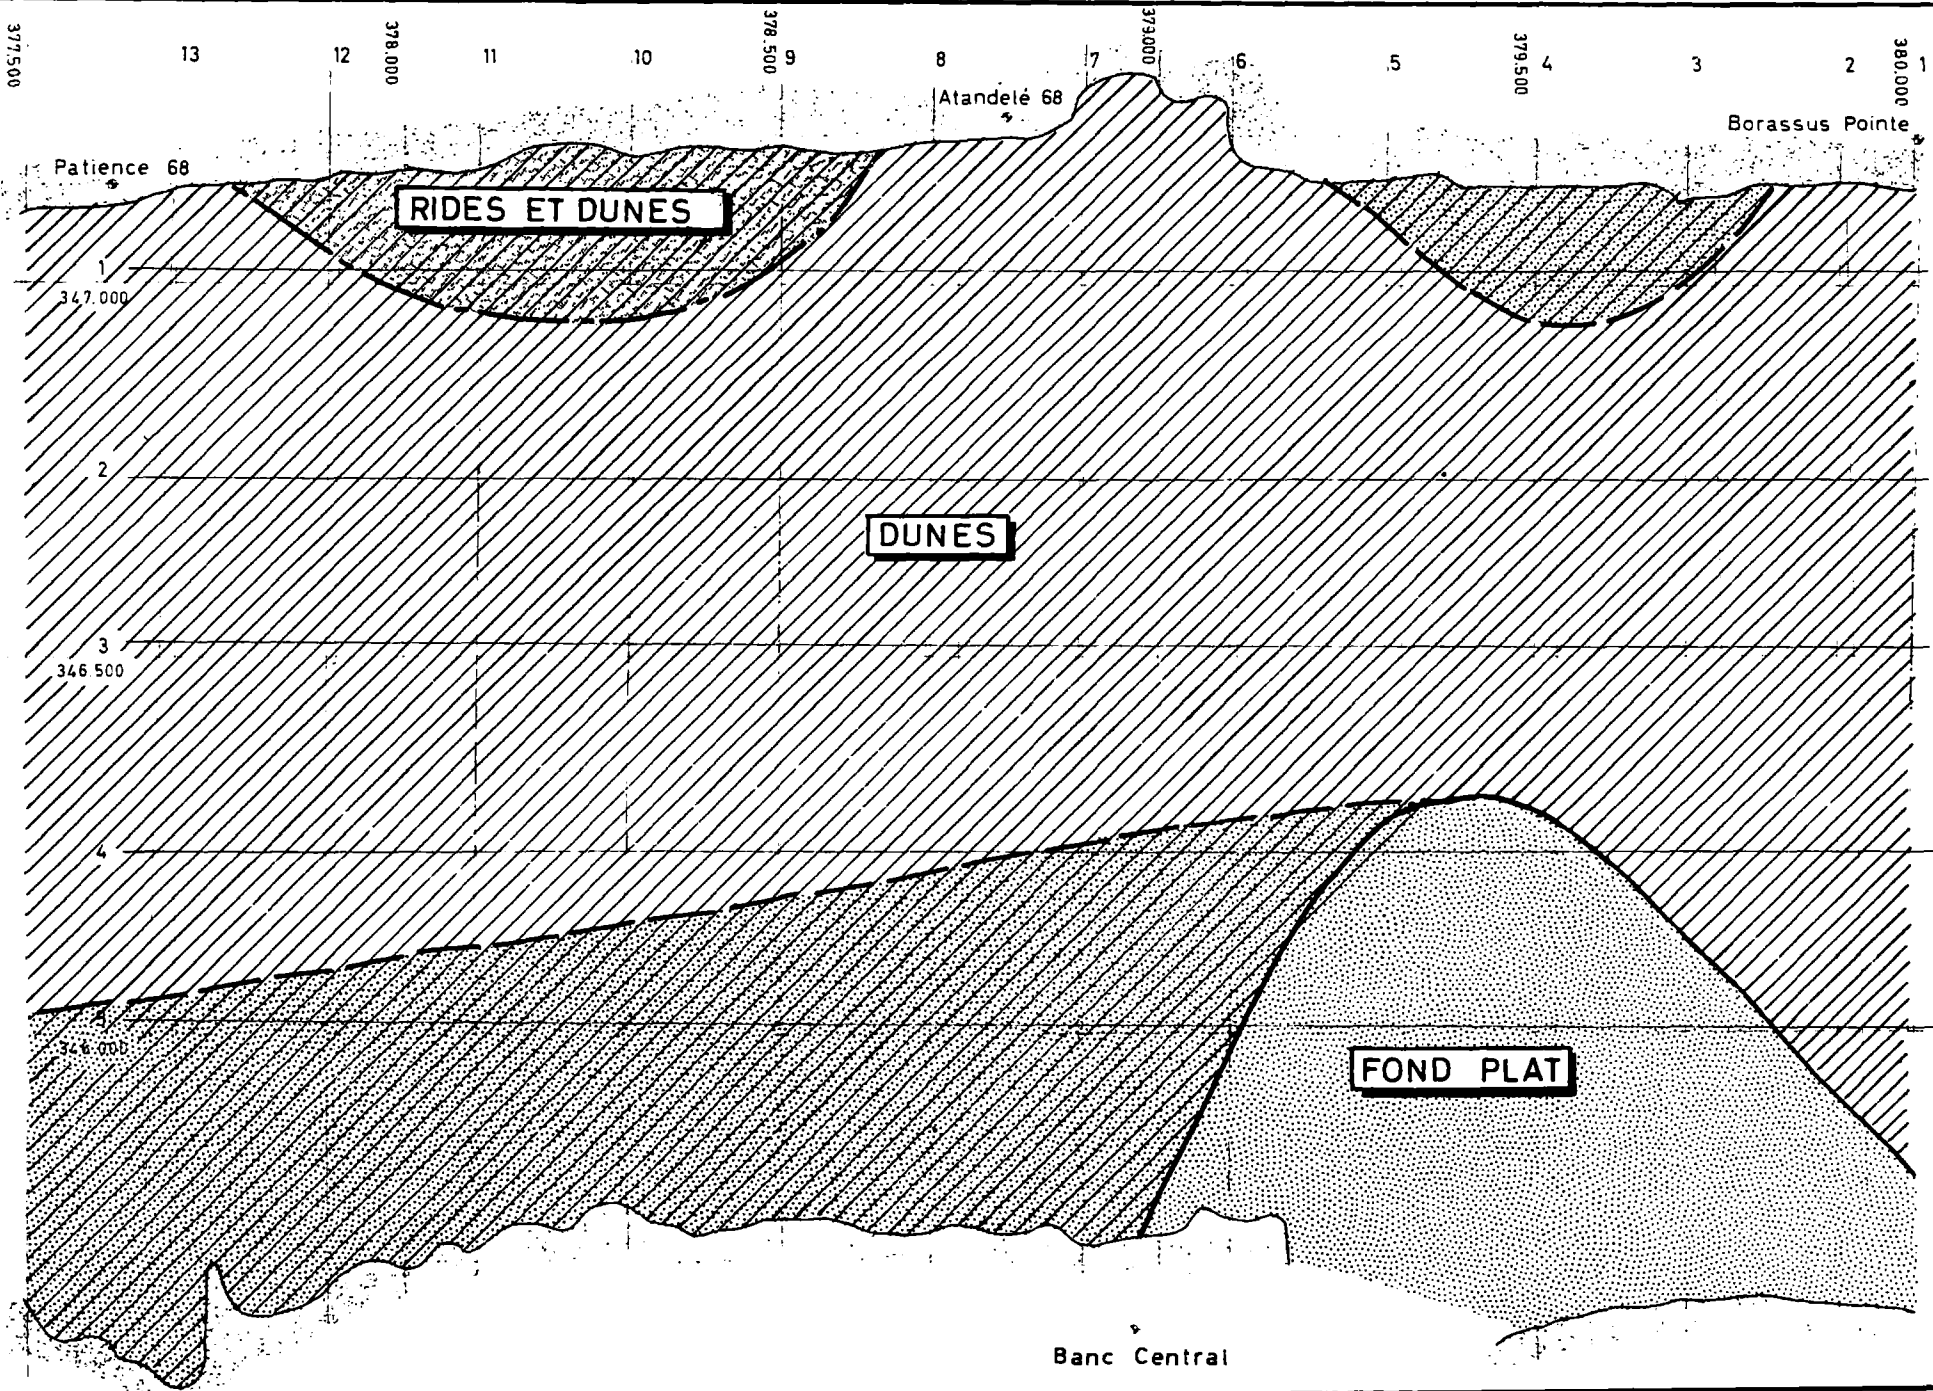 377.500 13 12 378.000 11 10 378.500 9 8 7 379.000 6 5 379.500 4 3 2 380.000 1
Atandelé 68
Borassus Pointe
Patience 68
RIDES ET DUNES
1
347.000
2
DUNES
3
346.500
4
5
346.000
FOND PLAT
Banc Central